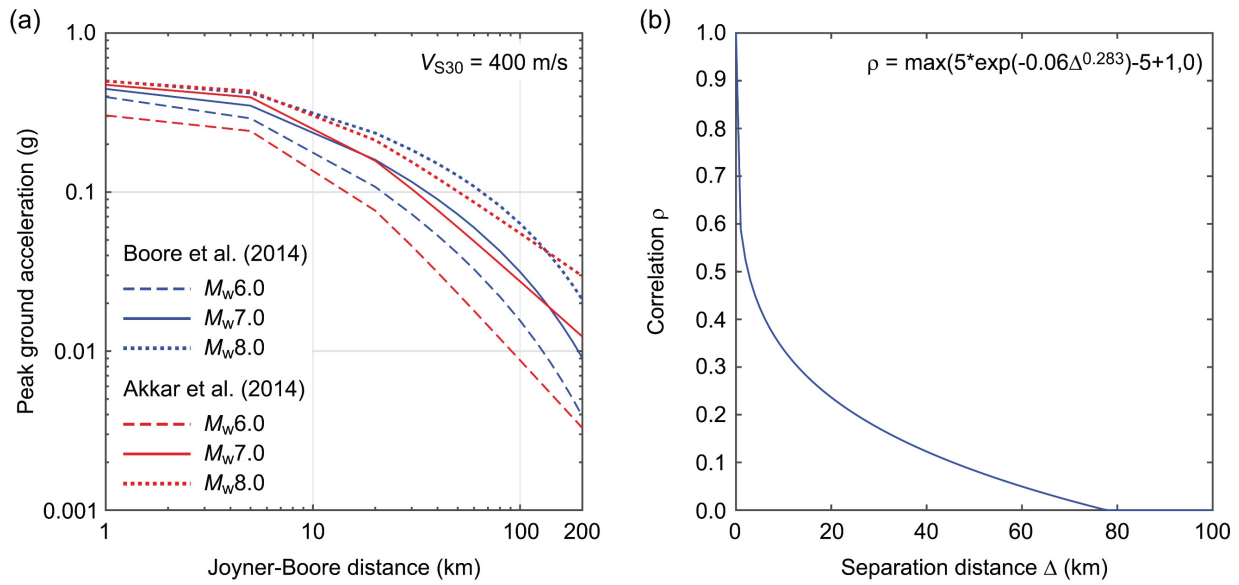 (a)
1.0
0.1
0.01
0.001
Peak ground acceleration (g)
V_S30 = 400 m/s
Boore et al. (2014)
M_w6.0
M_w7.0
M_w8.0
Akkar et al. (2014)
M_w6.0
M_w7.0
M_w8.0
1 10 100 200
Joyner-Boore distance (km)
(b)
1.0
0.9
0.8
0.7
0.6
0.5
0.4
0.3
0.2
0.1
0.0
Correlation ρ
ρ = max(5*exp(-0.06Δ^0.283)-5+1,0)
0 20 40 60 80 100
Separation distance Δ (km)